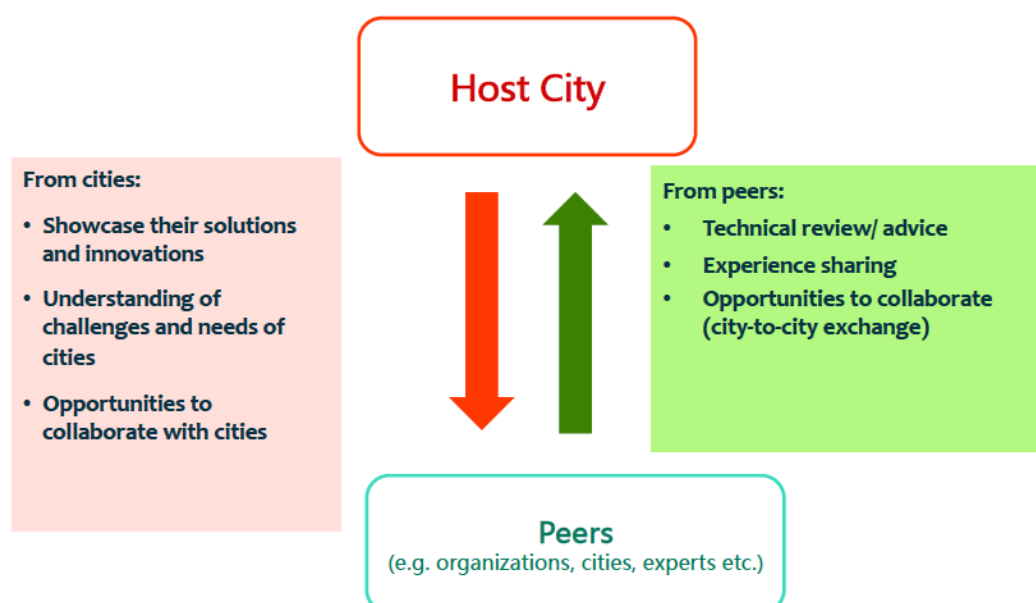 Host City
From cities:
• Showcase their solutions
and innovations
• Understanding of
challenges and needs of
cities
• Opportunities to
collaborate with cities
From peers:
• Technical review/ advice
• Experience sharing
• Opportunities to collaborate
(city-to-city exchange)
Peers
(e.g. organizations, cities, experts etc.)